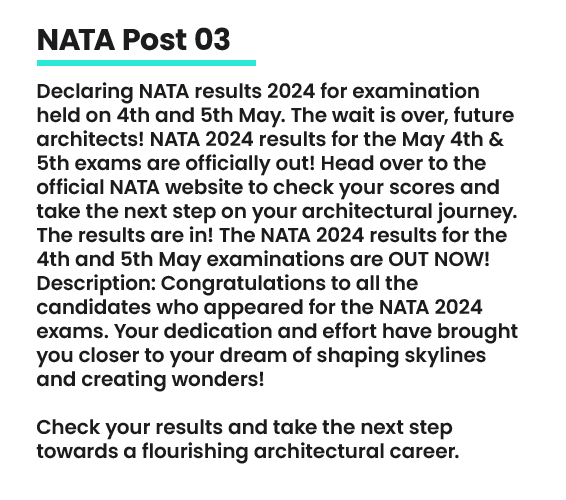 NATA Post 03
Declaring NATA results 2024 for examination
held on 4th and 5th May. The wait is over, future
architects! NATA 2024 results for the May 4th &
5th exams are officially out! Head over to the
official NATA website to check your scores and
take the next step on your architectural journey.
The results are in! The NATA 2024 results for the
4th and 5th May examinations are OUT NOW!
Description: Congratulations to all the
candidates who appeared for the NATA 2024
exams. Your dedication and effort have brought
you closer to your dream of shaping skylines
and creating wonders!
Check your results and take the next step
towards a flourishing architectural career.